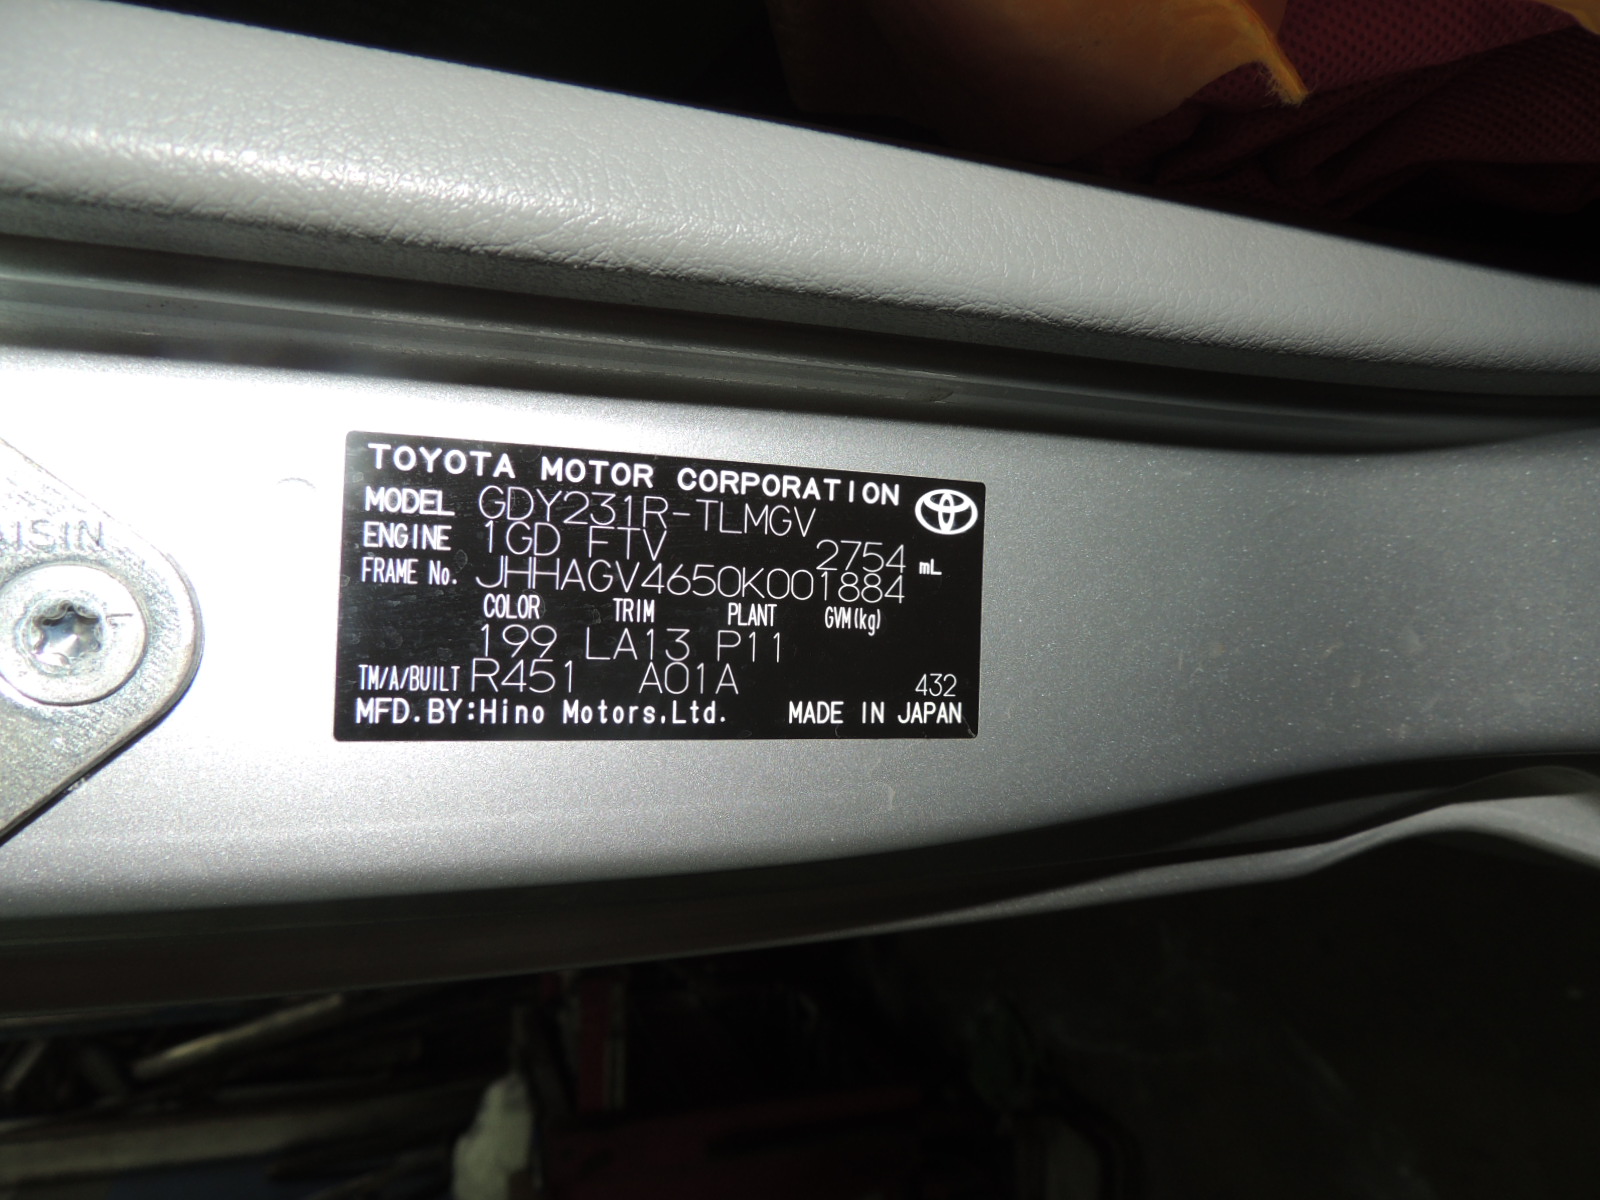 TOYOTA MOTOR CORPORATION
MODEL GDY231R-TLMGV
ENGINE 1GD FTV 2754 mL
FRAME No. JHHAGV4650K001884
COLOR TRIM PLANT GVM(kg)
199 LA13 P11
TM/A/BUILT R451 A01A 432
MFD.BY:Hino Motors,Ltd. MADE IN JAPAN
AISIN